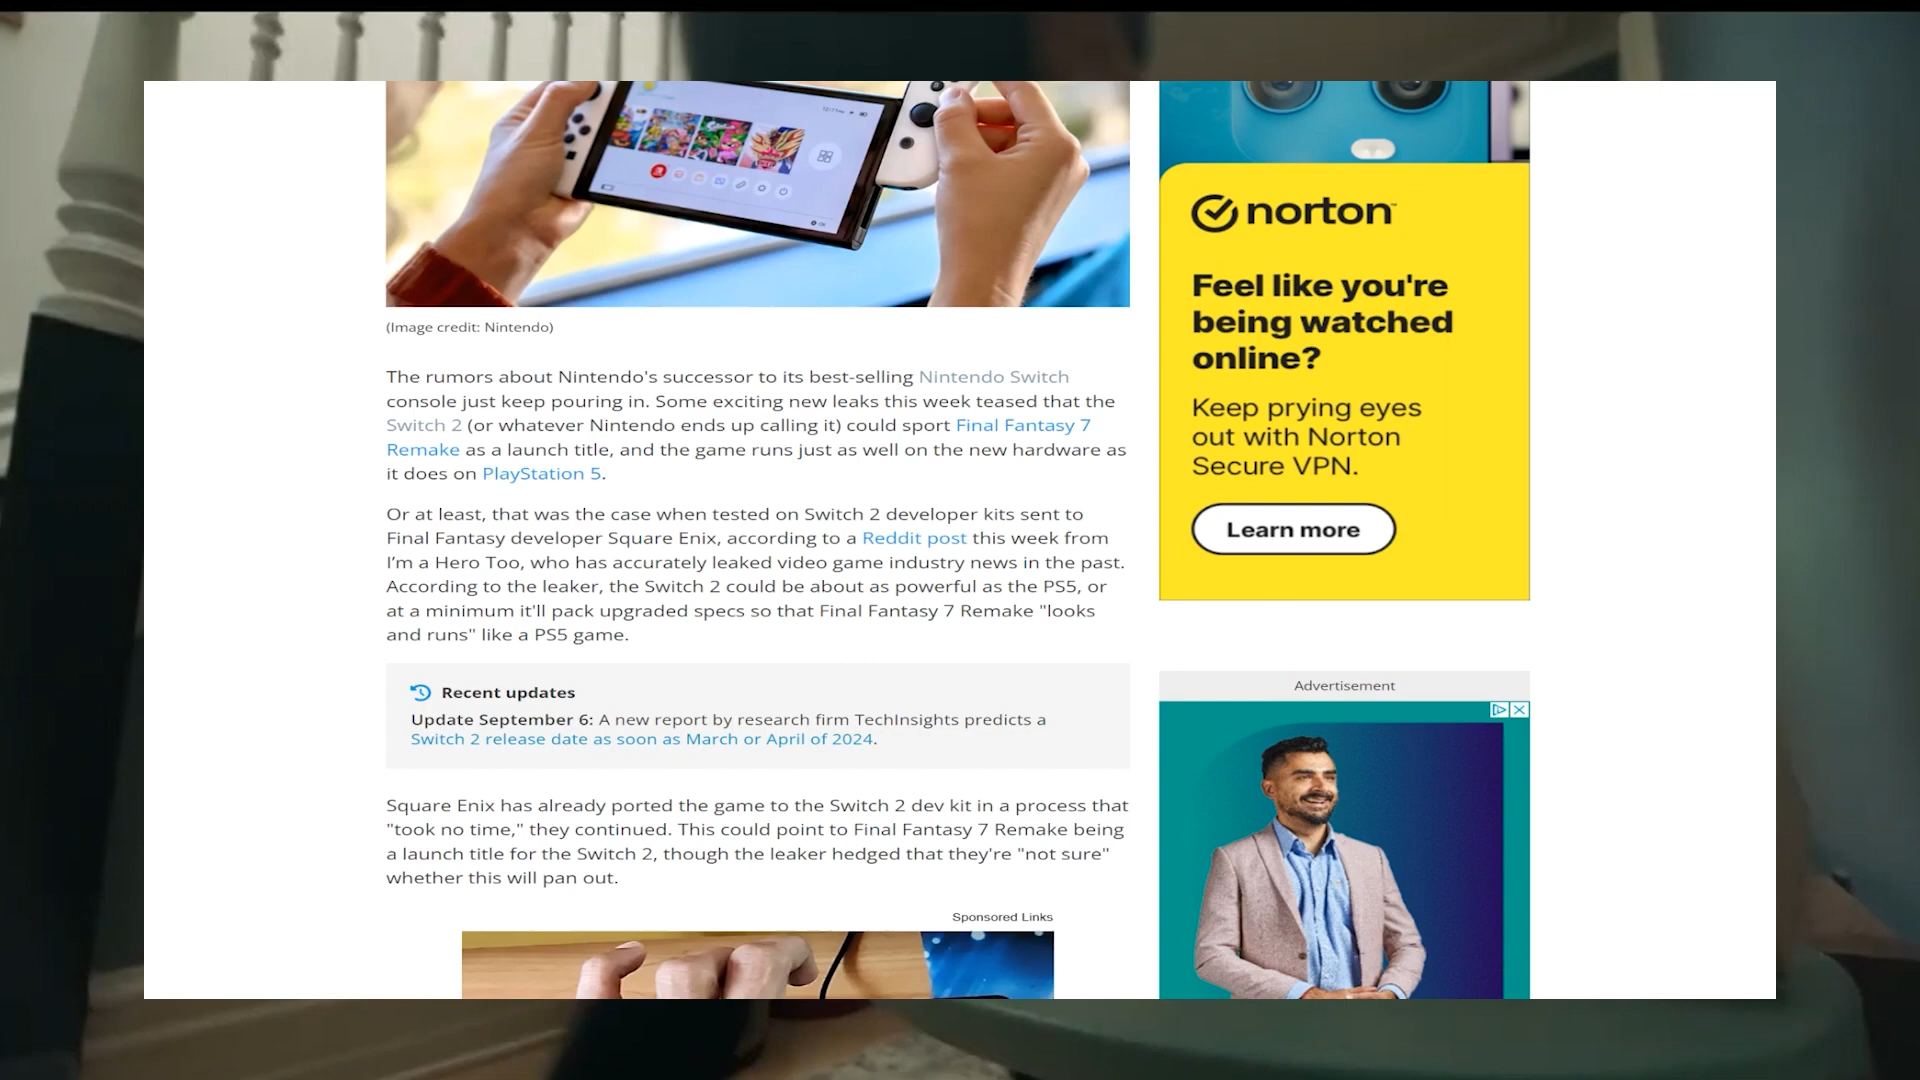 (Image credit: Nintendo)
The rumors about Nintendo's successor to its best-selling Nintendo Switch
console just keep pouring in. Some exciting new leaks this week teased that the
Switch 2 (or whatever Nintendo ends up calling it) could sport Final Fantasy 7
Remake as a launch title, and the game runs just as well on the new hardware as
it does on PlayStation 5.
Or at least, that was the case when tested on Switch 2 developer kits sent to
Final Fantasy developer Square Enix, according to a Reddit post this week from
I’m a Hero Too, who has accurately leaked video game industry news in the past.
According to the leaker, the Switch 2 could be about as powerful as the PS5, or
at a minimum it'll pack upgraded specs so that Final Fantasy 7 Remake "looks
and runs" like a PS5 game.
Recent updates
Update September 6: A new report by research firm TechInsights predicts a
Switch 2 release date as soon as March or April of 2024.
Square Enix has already ported the game to the Switch 2 dev kit in a process that
"took no time," they continued. This could point to Final Fantasy 7 Remake being
a launch title for the Switch 2, though the leaker hedged that they're "not sure"
whether this will pan out.
Sponsored Links
norton
Feel like you're
being watched
online?
Keep prying eyes
out with Norton
Secure VPN.
Learn more
Advertisement